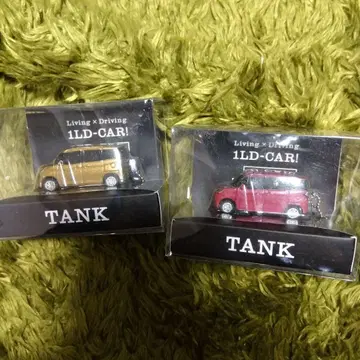 Living × Driving
1LD-CAR!
TANK
Living × Driving
1LD-CAR!
TANK